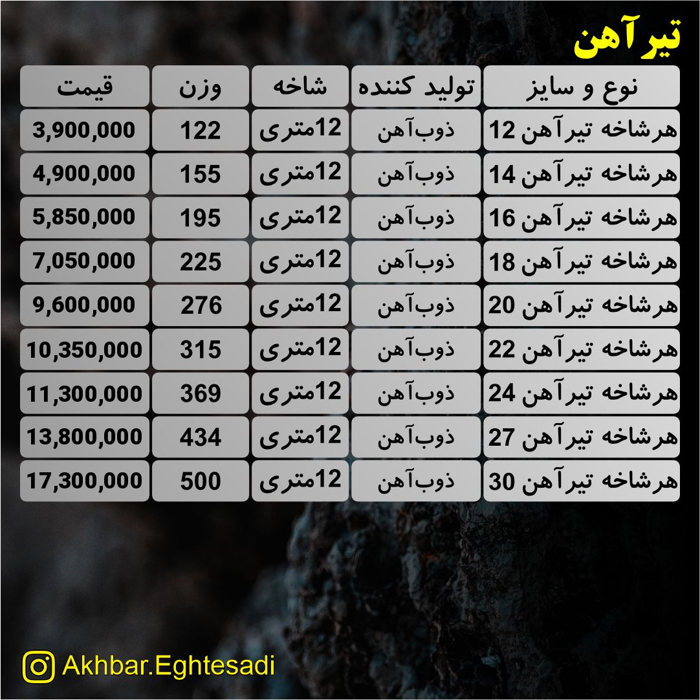 تیرآهن
نوع و سایز تولید کننده شاخه وزن قیمت
هرشاخه تیرآهن 12 ذوب‌آهن 12متری 122 3,900,000
هرشاخه تیرآهن 14 ذوب‌آهن 12متری 155 4,900,000
هرشاخه تیرآهن 16 ذوب‌آهن 12متری 195 5,850,000
هرشاخه تیرآهن 18 ذوب‌آهن 12متری 225 7,050,000
هرشاخه تیرآهن 20 ذوب‌آهن 12متری 276 9,600,000
هرشاخه تیرآهن 22 ذوب‌آهن 12متری 315 10,350,000
هرشاخه تیرآهن 24 ذوب‌آهن 12متری 369 11,300,000
هرشاخه تیرآهن 27 ذوب‌آهن 12متری 434 13,800,000
هرشاخه تیرآهن 30 ذوب‌آهن 12متری 500 17,300,000
Akhbar.Eghtesadi